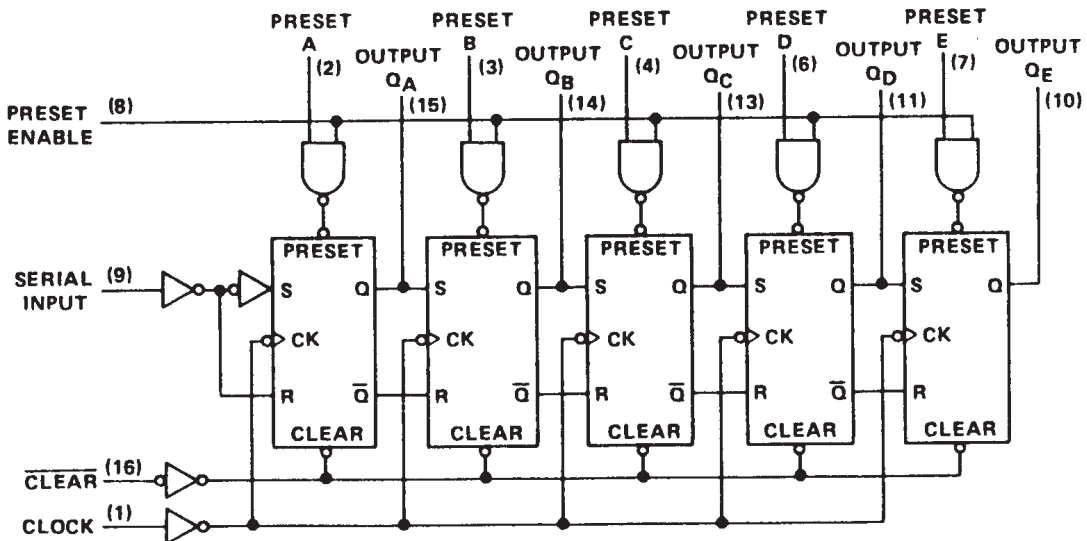 PRESET A (2)
OUTPUT QA (15)
PRESET B (3)
OUTPUT QB (14)
PRESET C (4)
OUTPUT QC (13)
PRESET D (6)
OUTPUT QD (11)
PRESET E (7)
OUTPUT QE (10)
PRESET ENABLE (8)
PRESET
PRESET
PRESET
PRESET
PRESET
SERIAL INPUT (9)
S Q
S Q
S Q
S Q
S Q
CK
CK
CK
CK
CK
R Q̅
R Q̅
R Q̅
R Q̅
R
CLEAR
CLEAR
CLEAR
CLEAR
CLEAR
C̅L̅E̅A̅R̅ (16)
CLOCK (1)